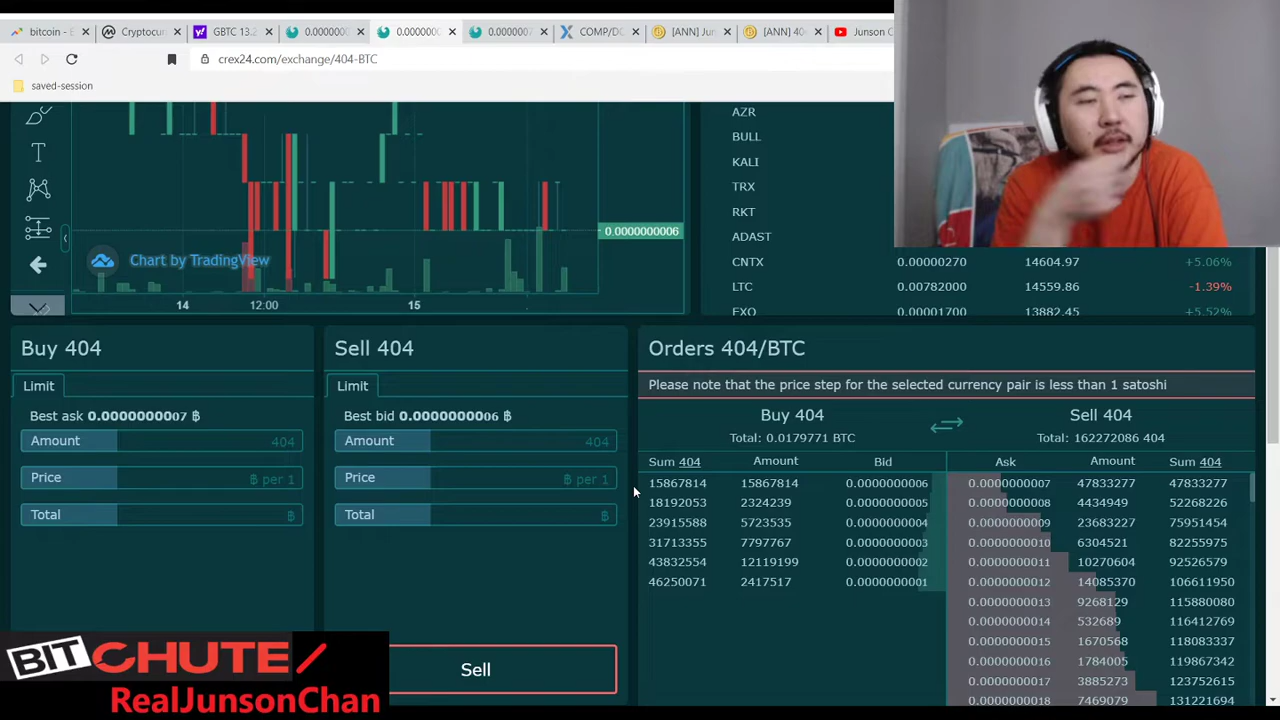 bitcoin - E
Cryptocur
GBTC 13.2
0.0000000
0.0000000
0.0000007
COMP/DO
[ANN] Jun
[ANN] 40
Junson C
crex24.com/exchange/404-BTC
saved-session
Chart by TradingView
14
12:00
15
0.0000000006
AZR
BULL
KALI
TRX
RKT
ADAST
CNTX 0.00000270 14604.97 +5.06%
LTC 0.00782000 14559.86 -1.39%
EXO 0.00001700 13882.45 +5.52%
Buy 404
Limit
Best ask 0.0000000007 ฿
Amount 404
Price ฿ per 1
Total ฿
Sell 404
Limit
Best bid 0.0000000006 ฿
Amount 404
Price ฿ per 1
Total ฿
Sell
Orders 404/BTC
Please note that the price step for the selected currency pair is less than 1 satoshi
Buy 404
Total: 0.0179771 BTC
Sell 404
Total: 162272086 404
Sum 404 Amount Bid Ask Amount Sum 404
15867814 15867814 0.0000000006 0.0000000007 47833277 47833277
18192053 2324239 0.0000000005 0.0000000008 4434949 52268226
23915588 5723535 0.0000000004 0.0000000009 23683227 75951454
31713355 7797767 0.0000000003 0.0000000010 6304521 82255975
43832554 12119199 0.0000000002 0.0000000011 10270604 92526579
46250071 2417517 0.0000000001 0.0000000012 14085370 106611950
0.0000000013 9268129 115880080
0.0000000014 532689 116412769
0.0000000015 1670568 118083337
0.0000000016 1784005 119867342
0.0000000017 3885273 123752615
0.0000000018 7469079 131221694
BITCHUTE
RealJunsonChan